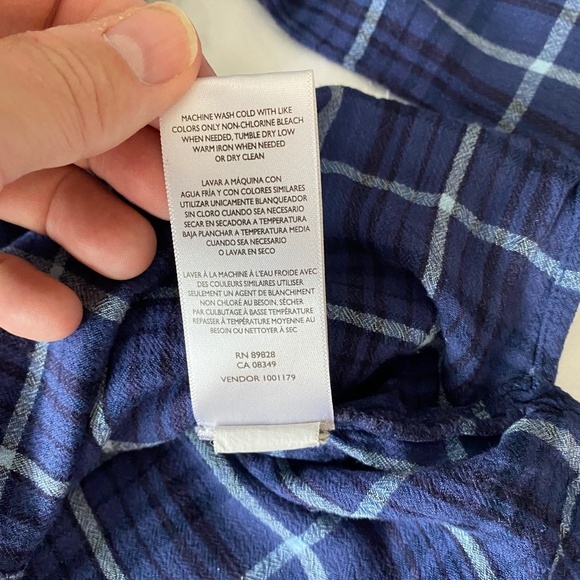 MACHINE WASH COLD WITH LIKE
COLORS ONLY NON-CHLORINE BLEACH
WHEN NEEDED, TUMBLE DRY LOW
WARM IRON WHEN NEEDED
OR DRY CLEAN
LAVAR A MÁQUINA CON
AGUA FRÍA Y CON COLORES SIMILARES
UTILIZAR UNICAMENTE BLANQUEADOR
SIN CLORO CUANDO SEA NECESARIO
SECAR EN SECADORA A TEMPERATURA
BAJA PLANCHAR A TEMPERATURA MEDIA
CUANDO SEA NECESARIO
O LAVAR EN SECO
LAVER À LA MACHINE À L'EAU FROIDE AVEC
DES COULEURS SIMILAIRES UTILISER
SEULEMENT UN AGENT DE BLANCHIMENT
NON CHLORÉ AU BESOIN, SÉCHER
PAR CULBUTAGE À BASSE TEMPÉRATURE
REPASSER À TEMPÉRATURE MOYENNE AU
BESOIN OU NETTOYER À SEC
RN 89828
CA 08349
VENDOR 1001179